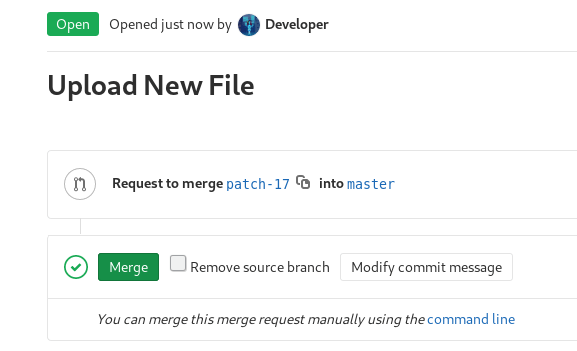 Open Opened just now by Developer
Upload New File
Request to merge patch-17 into master
Merge Remove source branch Modify commit message
You can merge this merge request manually using the command line